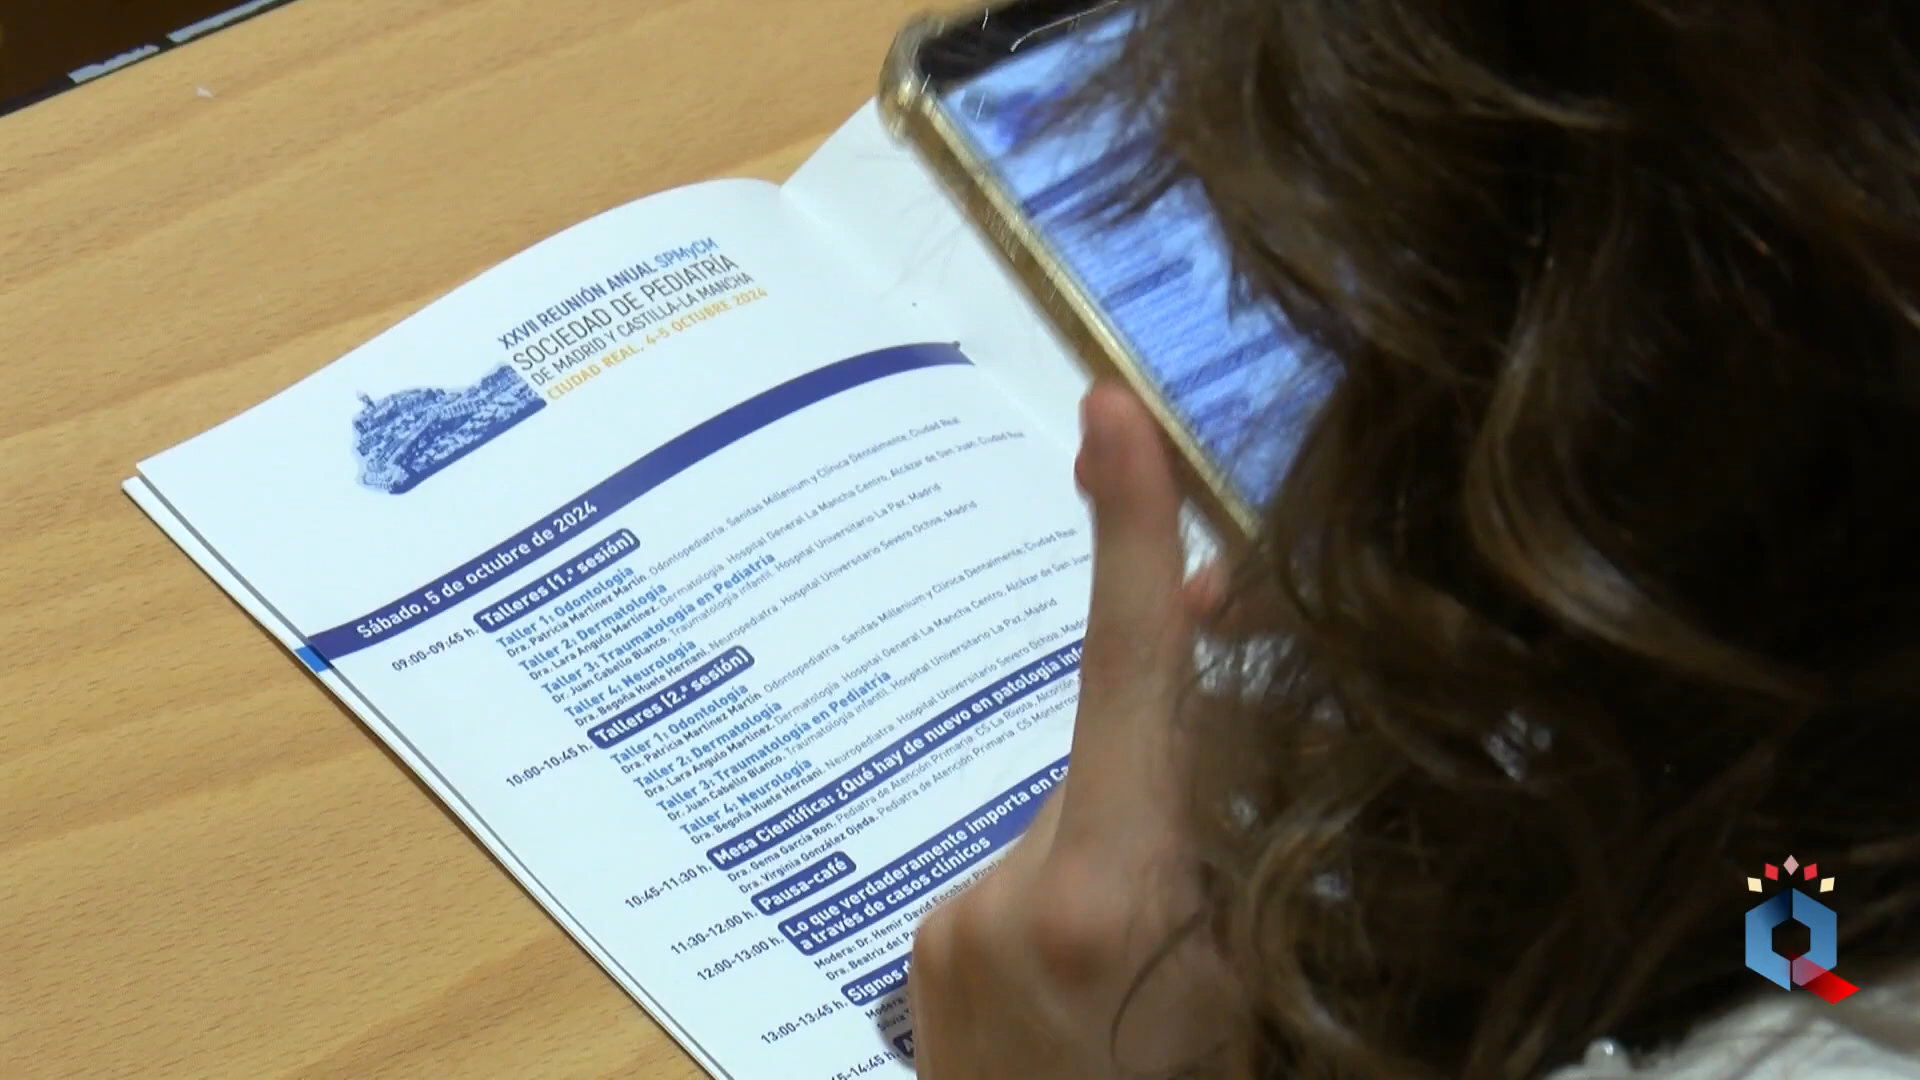 XXVII REUNIÓN ANUAL SPMyCM
SOCIEDAD DE PEDIATRÍA
DE MADRID Y CASTILLA-LA MANCHA
CIUDAD REAL, 4-5 OCTUBRE 2024
Sábado, 5 de octubre de 2024
09:00-09:45 h. Talleres (1.ª sesión)
Taller 1: Odontología
Dra. Patricia Martínez Martín. Odontopediatría. Sanitas Millenium y Clínica Dentalmente. Ciudad Real
Taller 2: Dermatología
Dra. Lara Angulo Martínez. Dermatología. Hospital General La Mancha Centro. Alcázar de San Juan. Ciudad Real
Taller 3: Traumatología en Pediatría
Dr. Juan Cabello Blanco. Traumatología infantil. Hospital Universitario La Paz. Madrid
Taller 4: Neurología
Dra. Begoña Huete Hernani. Neuropediatra. Hospital Universitario Severo Ochoa. Madrid
10:00-10:45 h. Talleres (2.ª sesión)
Taller 1: Odontología
Dra. Patricia Martínez Martín. Odontopediatría. Sanitas Millenium y Clínica Dentalmente. Ciudad Real
Taller 2: Dermatología
Dra. Lara Angulo Martínez. Dermatología. Hospital General La Mancha Centro. Alcázar de San Juan
Taller 3: Traumatología en Pediatría
Dr. Juan Cabello Blanco. Traumatología infantil. Hospital Universitario La Paz. Madrid
Taller 4: Neurología
Dra. Begoña Huete Hernani. Neuropediatra. Hospital Universitario Severo Ochoa.
10:45-11:30 h. Mesa Científica: ¿Qué hay de nuevo en patología
Dra. Gema García Ron. Pediatra de Atención Primaria. CS La Rivota. Alcorcón
Dra. Virginia González Ojeda. Pediatra de Atención Primaria. CS
11:30-12:00 h. Pausa-café
12:00-13:00 h. Lo que verdaderamente importa en
a través de casos clínicos
Modera: Dr. Hemir David Escobar
Dra. Beatriz del
13:00-13:45 h. Signos
Modera: